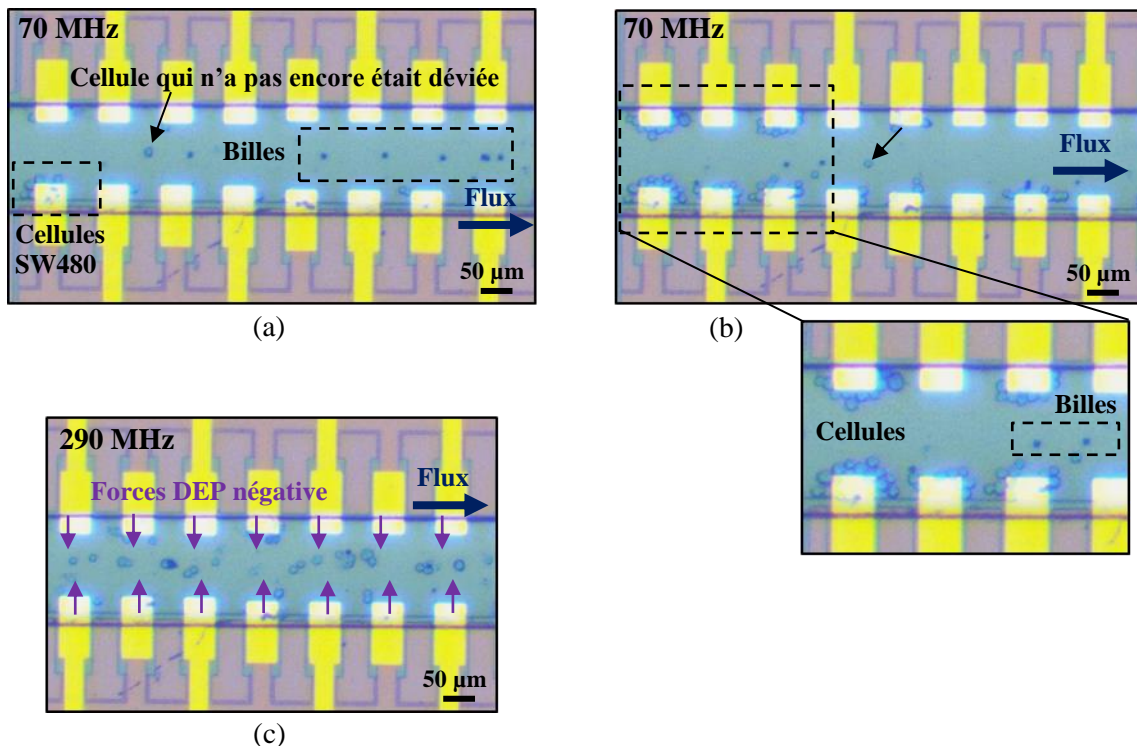 70 MHz
Cellule qui n'a pas encore était déviée
Billes
Flux
Cellules
SW480
50 µm
(a)
70 MHz
Flux
50 µm
(b)
Billes
Cellules
290 MHz
Flux
Forces DEP négative
50 µm
(c)